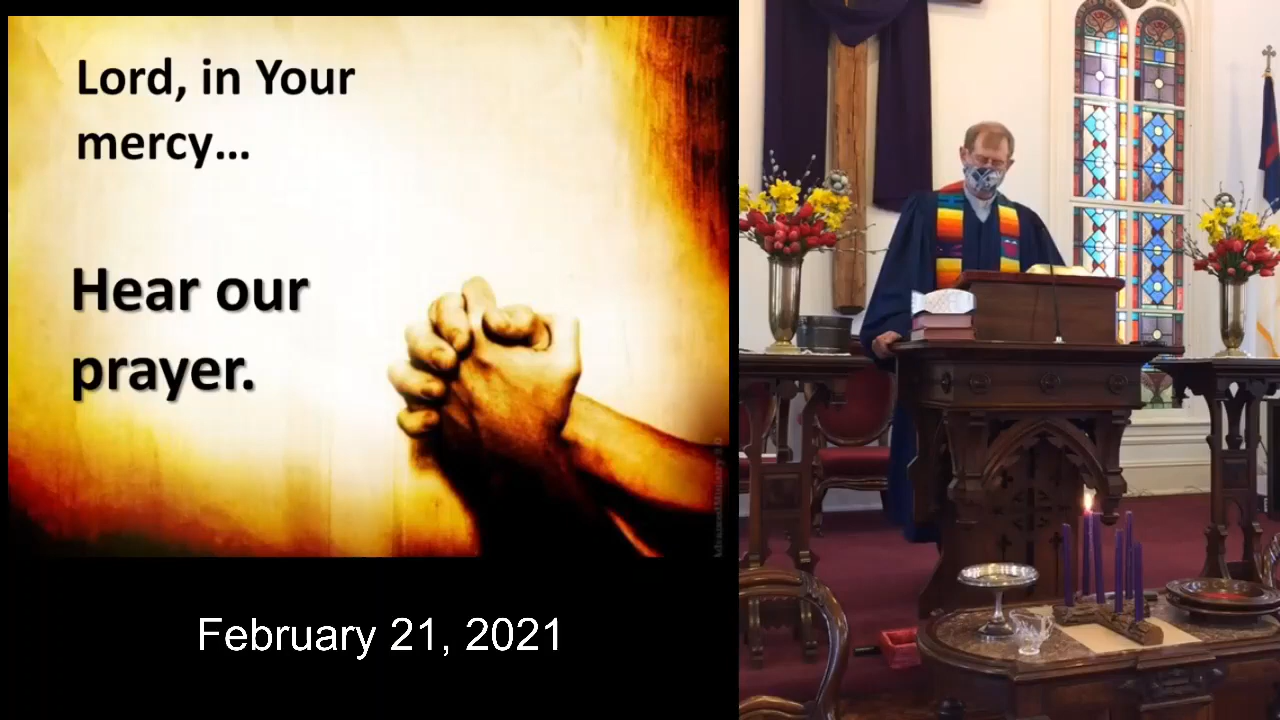 Lord, in Your
mercy...
Hear our
prayer.
February 21, 2021